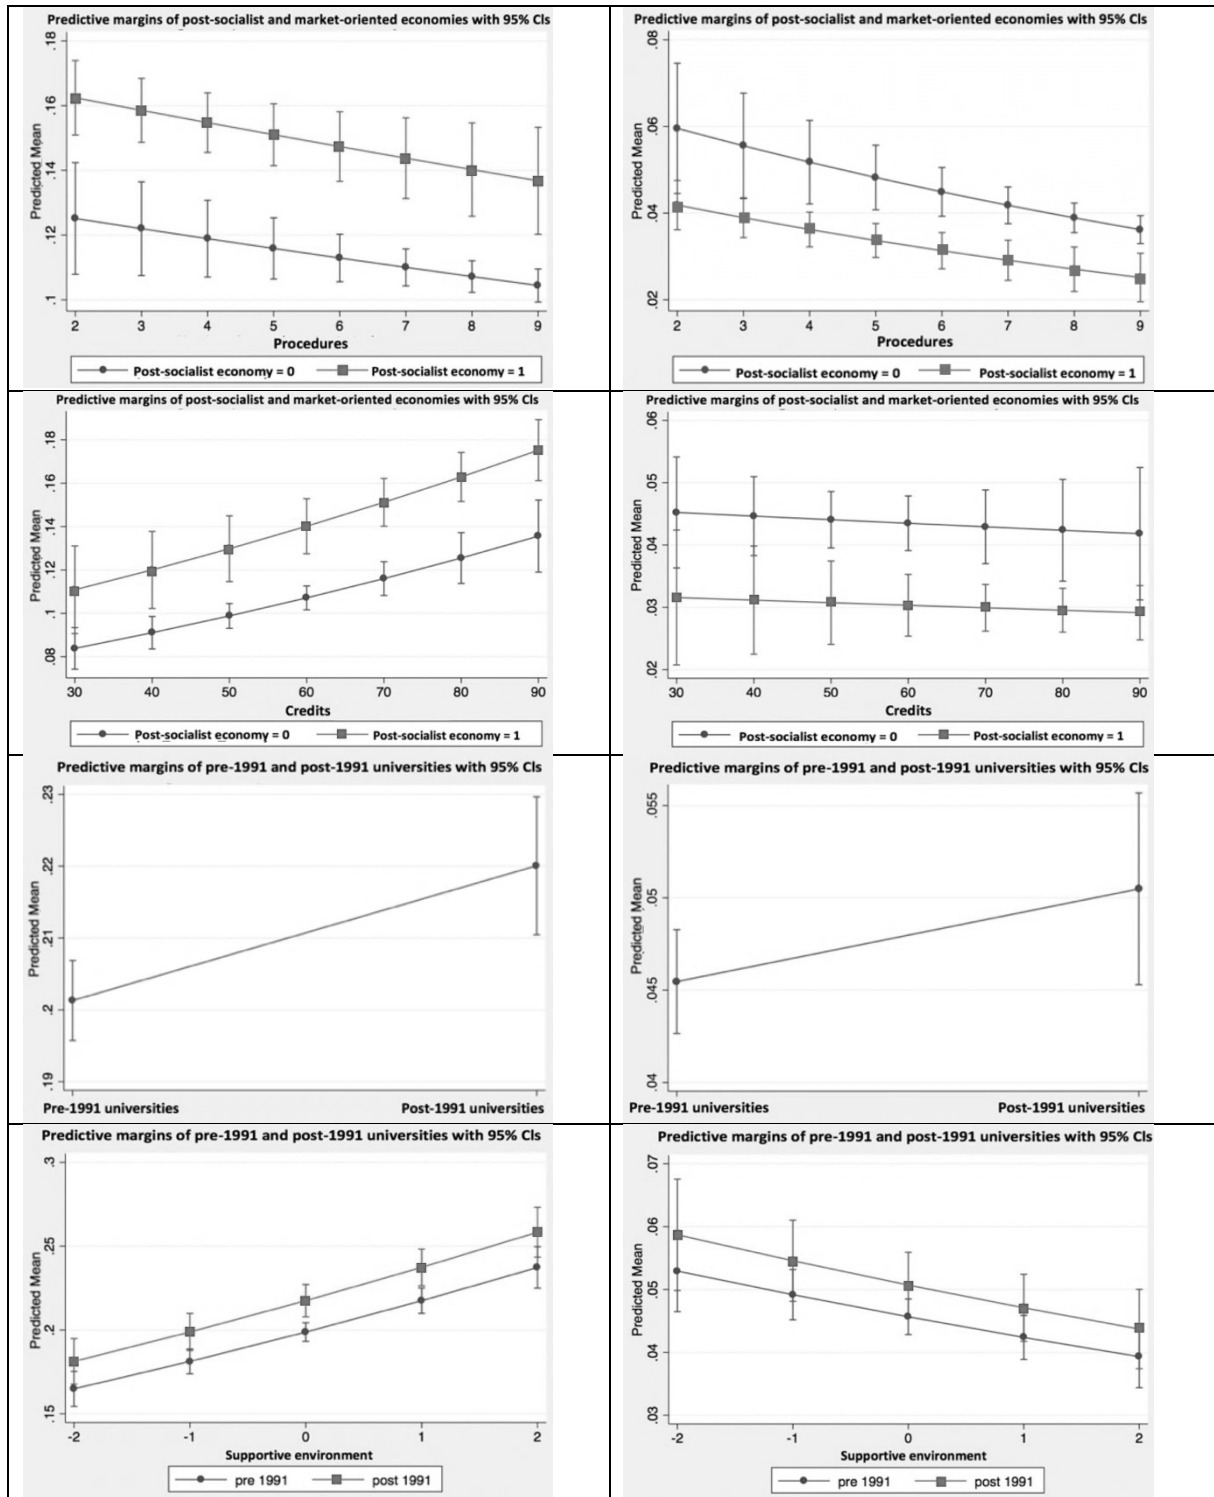 Predictive margins of post-socialist and market-oriented economies with 95% CIs
.18
.16
.14
.12
.1
Predicted Mean
2 3 4 5 6 7 8 9
Procedures
Post-socialist economy = 0 Post-socialist economy = 1
Predictive margins of post-socialist and market-oriented economies with 95% CIs
.08
.06
.04
.02
Predicted Mean
2 3 4 5 6 7 8 9
Procedures
Post-socialist economy = 0 Post-socialist economy = 1
Predictive margins of post-socialist and market-oriented economies with 95% CIs
.18
.16
.14
.12
.1
.08
Predicted Mean
30 40 50 60 70 80 90
Credits
Post-socialist economy = 0 Post-socialist economy = 1
Predictive margins of post-socialist and market-oriented economies with 95% CIs
.06
.05
.04
.03
.02
Predicted Mean
30 40 50 60 70 80 90
Credits
Post-socialist economy = 0 Post-socialist economy = 1
Predictive margins of pre-1991 and post-1991 universities with 95% CIs
.23
.22
.21
.2
.19
Predicted Mean
Pre-1991 universities Post-1991 universities
Predictive margins of pre-1991 and post-1991 universities with 95% CIs
.055
.05
.045
.04
Predicted Mean
Pre-1991 universities Post-1991 universities
Predictive margins of pre-1991 and post-1991 universities with 95% CIs
.3
.25
.2
.15
Predicted Mean
-2 -1 0 1 2
Supportive environment
pre 1991 post 1991
Predictive margins of pre-1991 and post-1991 universities with 95% CIs
.07
.06
.05
.04
.03
Predicted Mean
-2 -1 0 1 2
Supportive environment
pre 1991 post 1991